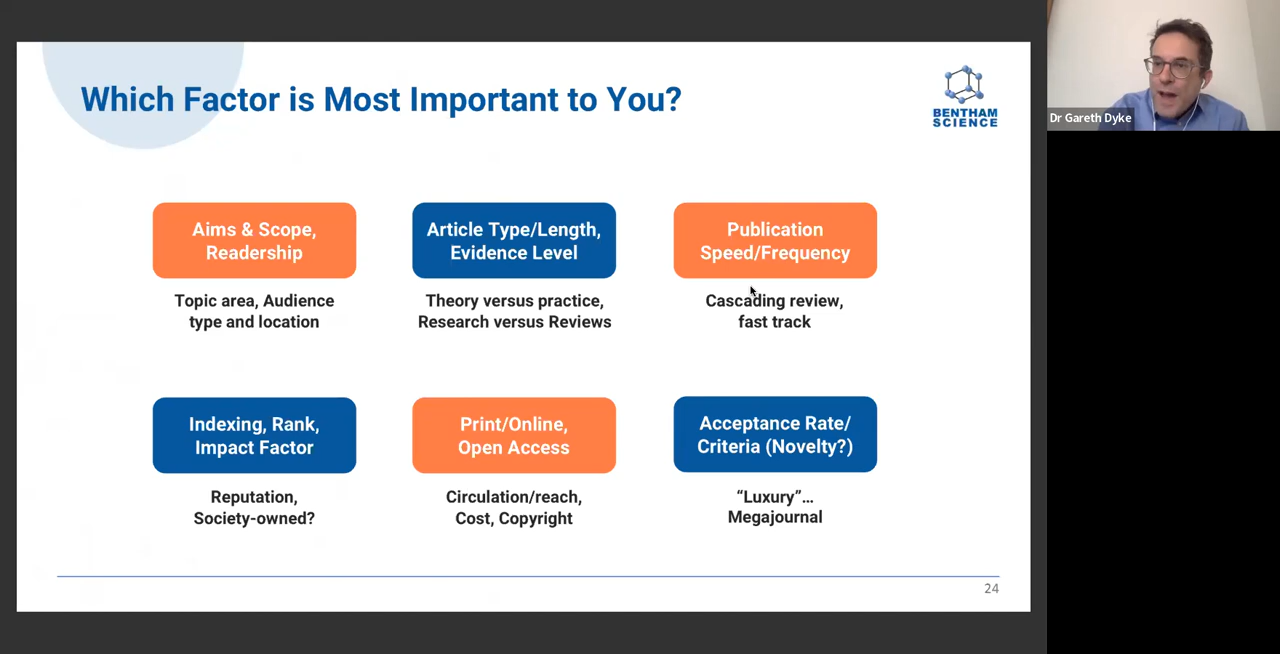 Which Factor is Most Important to You?
BENTHAM
SCIENCE
Dr Gareth Dyke
Aims & Scope,
Readership
Topic area, Audience
type and location
Article Type/Length,
Evidence Level
Theory versus practice,
Research versus Reviews
Publication
Speed/Frequency
Cascading review,
fast track
Indexing, Rank,
Impact Factor
Reputation,
Society-owned?
Print/Online,
Open Access
Circulation/reach,
Cost, Copyright
Acceptance Rate/
Criteria (Novelty?)
“Luxury”...
Megajournal
24